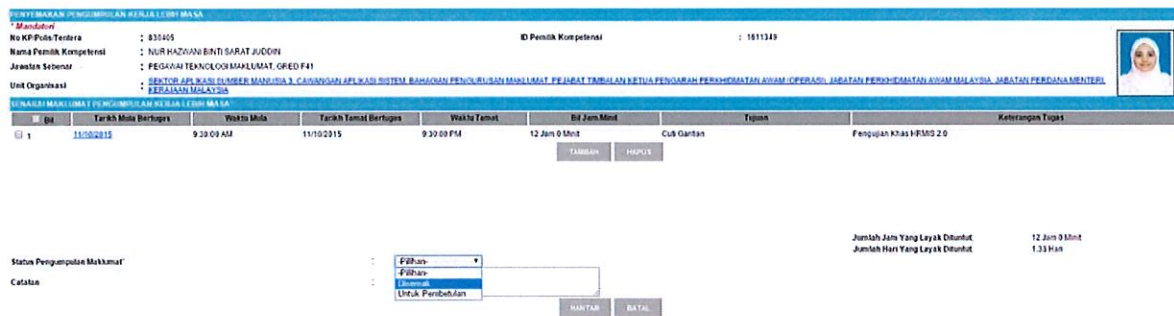 PENYEMAKAN PENGUMPULAN KERJA LEBIH MASA
* Mandatori
No KP/Polis/Tentera : 830405 ID Pemilik Kompetensi : 1611349
Nama Pemilik Kompetensi : NUR HAZWANI BINTI SARAT JUDDIN
Jawatan Sebenar : PEGAWAI TEKNOLOGI MAKLUMAT, GRED F41
Unit Organisasi : SEKTOR APLIKASI SUMBER MANUSIA 3, CAWANGAN APLIKASI SISTEM, BAHAGIAN PENGURUSAN MAKLUMAT, PEJABAT TIMBALAN KETUA PENGARAH PERKHIDMATAN AWAM (OPERASI), JABATAN PERKHIDMATAN AWAM MALAYSIA, JABATAN PERDANA MENTERI,
KERAJAAN MALAYSIA
SENARAI MAKLUMAT PENGUMPULAN KERJA LEBIH MASA
Bil Tarikh Mula Bertugas Waktu Mula Tarikh Tamat Bertugas Waktu Tamat Bil Jam:Minit Tujuan Keterangan Tugas
1 11/10/2015 9:30:00 AM 11/10/2015 9:30:00 PM 12 Jam 0 Minit Cuti Gantian Pengujian Khas HRMIS 2.0
TAMBAH HAPUS
Jumlah Jam Yang Layak Dituntut 12 Jam 0 Minit
Jumlah Hari Yang Layak Dituntut 1.33 Hari
Status Pengumpulan Maklumat* : -Pilihan-
-Pilihan-
Disemak
Catatan :
Untuk Pembetulan
HANTAR BATAL